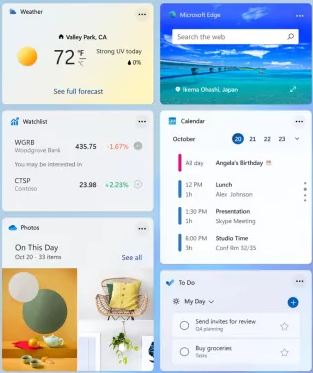 Weather
Valley Park, CA
72 °F
°C
Strong UV today
0%
See full forecast
Microsoft Edge
Search the web
Ikema Ohashi, Japan
Watchlist
WGRB 435.75 -1.67%
Woodgrove Bank
You may be interested in
CTSP 23.98 +2.23%
Contoso
Calendar
October 20 21 22 23
All day Angela's Birthday
12 PM Lunch
1h Alex Johnson
1:30 PM Presentation
1h Skype Meeting
6:00 PM Studio Time
3h Conf Rm 32/35
Photos
On This Day
Oct 20 · 33 items See all
To Do
My Day
Send invites for review
Q4 planning
Buy groceries
Tasks